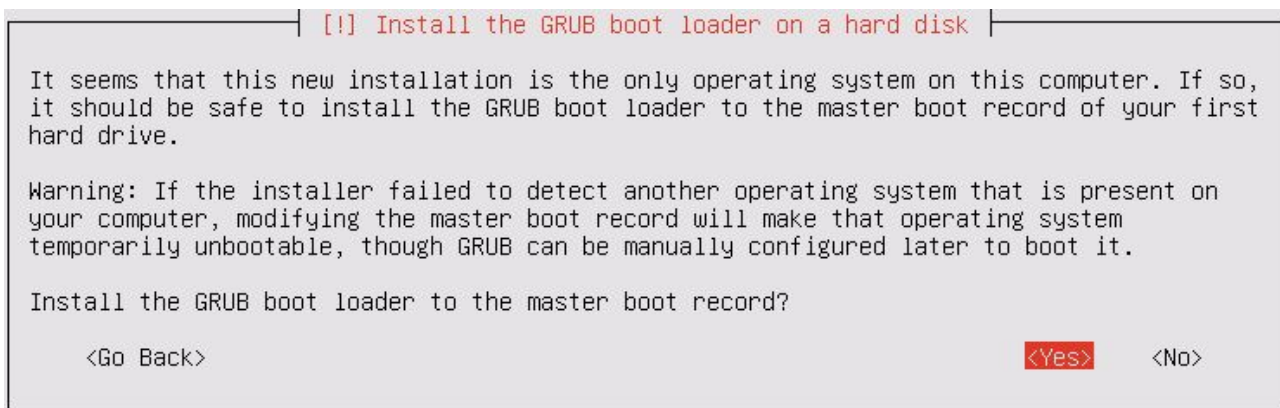 [!] Install the GRUB boot loader on a hard disk
It seems that this new installation is the only operating system on this computer. If so,
it should be safe to install the GRUB boot loader to the master boot record of your first
hard drive.
Warning: If the installer failed to detect another operating system that is present on
your computer, modifying the master boot record will make that operating system
temporarily unbootable, though GRUB can be manually configured later to boot it.
Install the GRUB boot loader to the master boot record?
<Go Back> <Yes> <No>